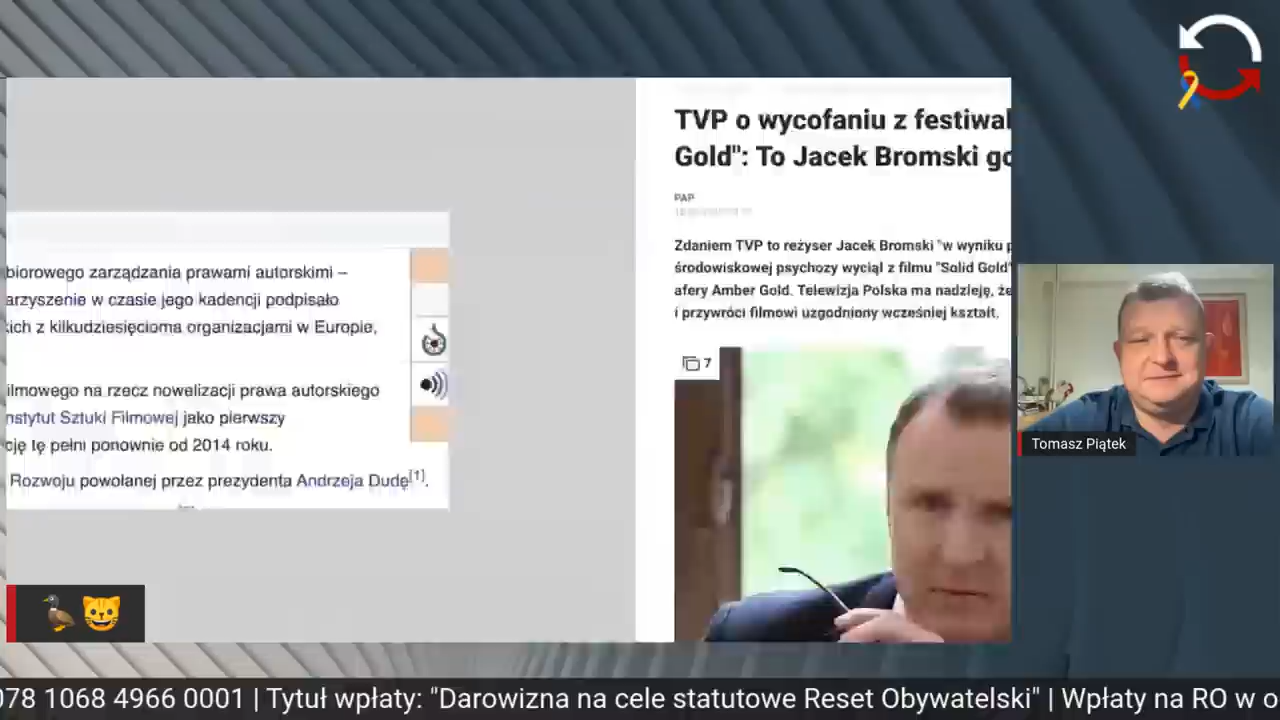 biorowego zarządzania prawami autorskimi –
arzyszenie w czasie jego kadencji podpisało
kich z kilkudziesięcioma organizacjami w Europie,
ilmowego na rzecz nowelizacji prawa autorskiego
nstytut Sztuki Filmowej jako pierwszy
cję tę pełni ponownie od 2014 roku.
Rozwoju powołanej przez prezydenta Andrzeja Dudę[1].
TVP o wycofaniu z festiwal
Gold": To Jacek Bromski go
PAP
Zdaniem TVP to reżyser Jacek Bromski "w wyniku p
środowiskowej psychozy wyciął z filmu "Solid Gold"
afery Amber Gold. Telewizja Polska ma nadzieję, że
i przywróci filmowi uzgodniony wcześniej kształt.
7
Tomasz Piątek
078 1068 4966 0001 | Tytuł wpłaty: "Darowizna na cele statutowe Reset Obywatelski" | Wpłaty na RO w o